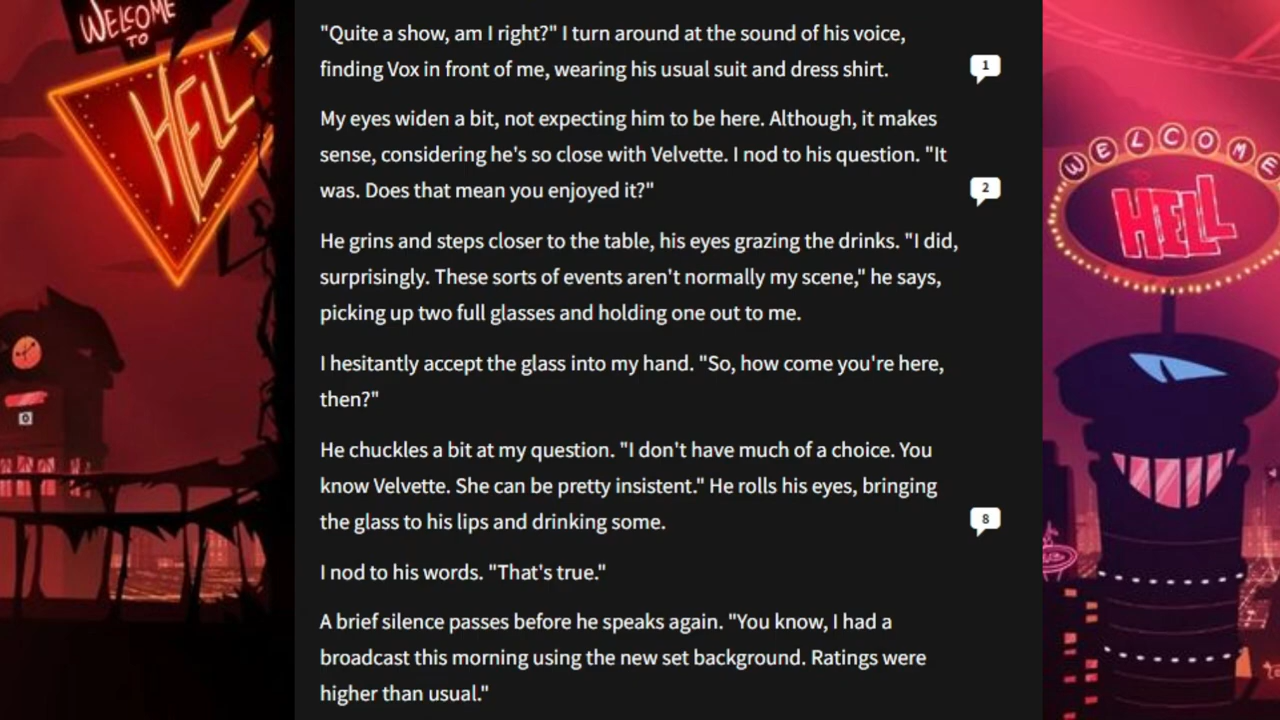 WELCOME
TO
HELL
"Quite a show, am I right?" I turn around at the sound of his voice,
finding Vox in front of me, wearing his usual suit and dress shirt.
1
My eyes widen a bit, not expecting him to be here. Although, it makes
sense, considering he's so close with Velvette. I nod to his question. "It
was. Does that mean you enjoyed it?"
2
He grins and steps closer to the table, his eyes grazing the drinks. "I did,
surprisingly. These sorts of events aren't normally my scene," he says,
picking up two full glasses and holding one out to me.
I hesitantly accept the glass into my hand. "So, how come you're here,
then?"
He chuckles a bit at my question. "I don't have much of a choice. You
know Velvette. She can be pretty insistent." He rolls his eyes, bringing
the glass to his lips and drinking some.
8
I nod to his words. "That's true."
A brief silence passes before he speaks again. "You know, I had a
broadcast this morning using the new set background. Ratings were
higher than usual."
WELCOME
TO
HELL